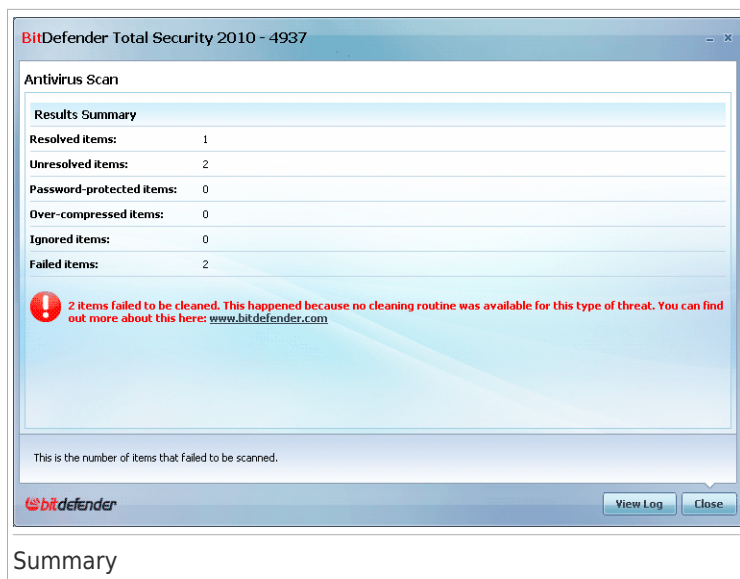 BitDefender Total Security 2010 - 4937
Antivirus Scan
Results Summary
Resolved items: 1
Unresolved items: 2
Password-protected items: 0
Over-compressed items: 0
Ignored items: 0
Failed items: 2
2 items failed to be cleaned. This happened because no cleaning routine was available for this type of threat. You can find
out more about this here: www.bitdefender.com
This is the number of items that failed to be scanned.
bitdefender
View Log Close
Summary